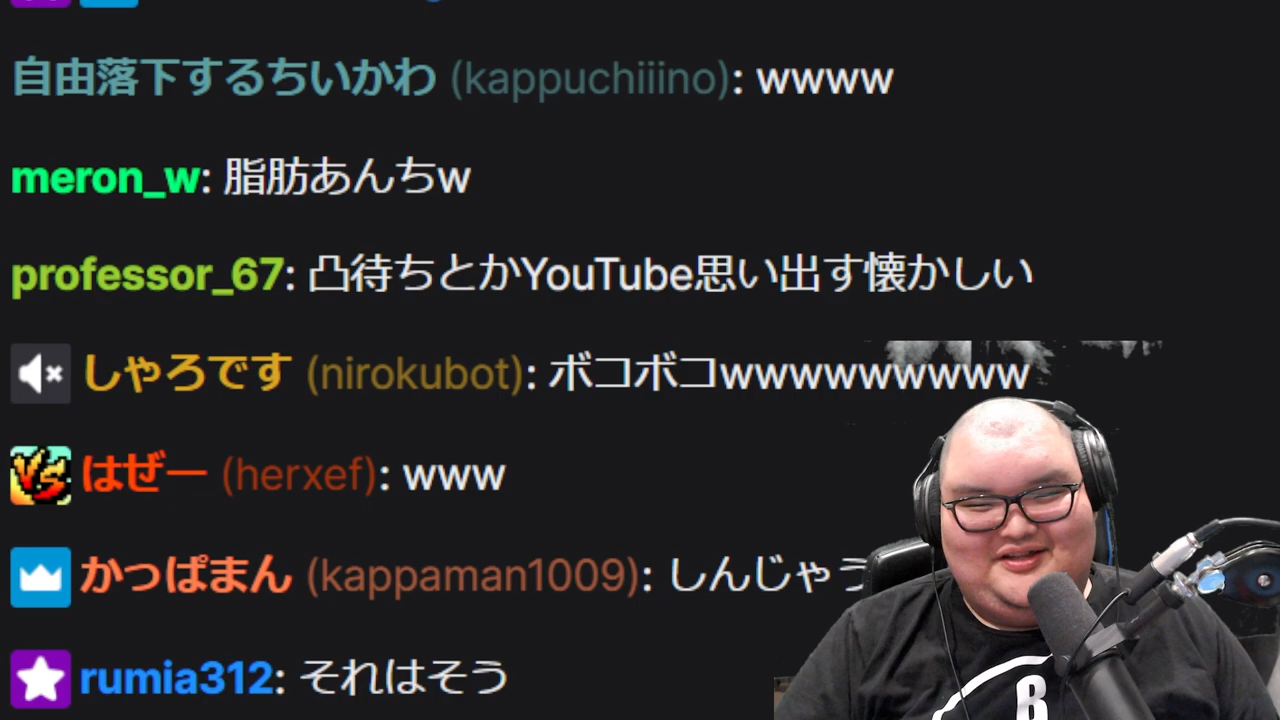 自由落下するちいかわ (kappuchiiino): wwww
meron_w: 脂肪あんちw
professor_67: 凸待ちとかYouTube思い出す懐かしい
しゃろです (nirokubot): ボコボコwwwwwwwww
VS はぜー (herxef): www
かっぱまん (kappaman1009): しんじゃう
rumia312: それはそう
B